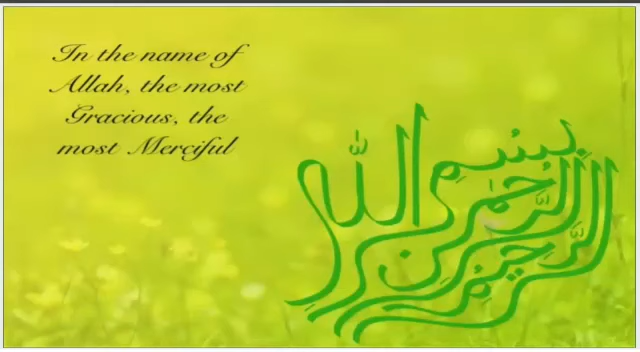 In the name of
Allah, the most
Gracious, the
most Merciful
بسم
الله
الرحمن
الرحيم